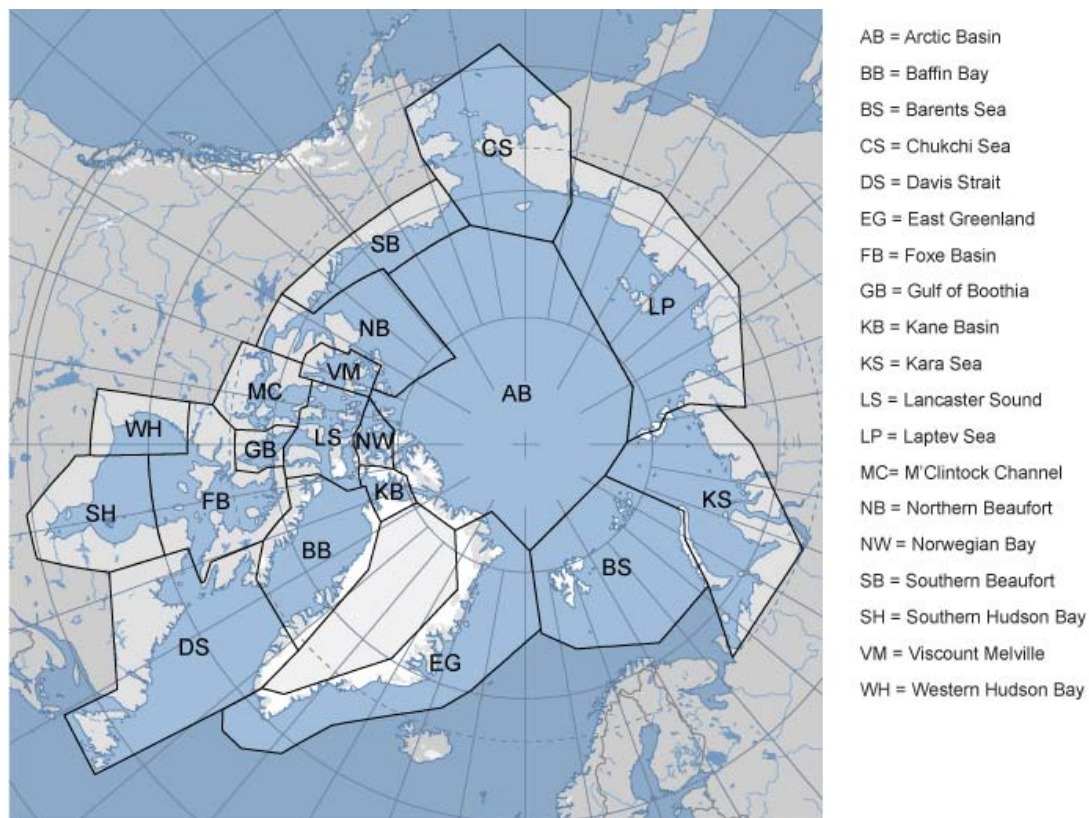 CS
SB
NB
LP
VM
MC
AB
WH
LS
GB
NW
KB
KS
FB
SH
BB
BS
DS
EG
AB = Arctic Basin
BB = Baffin Bay
BS = Barents Sea
CS = Chukchi Sea
DS = Davis Strait
EG = East Greenland
FB = Foxe Basin
GB = Gulf of Boothia
KB = Kane Basin
KS = Kara Sea
LS = Lancaster Sound
LP = Laptev Sea
MC= M'Clintock Channel
NB = Northern Beaufort
NW = Norwegian Bay
SB = Southern Beaufort
SH = Southern Hudson Bay
VM = Viscount Melville
WH = Western Hudson Bay